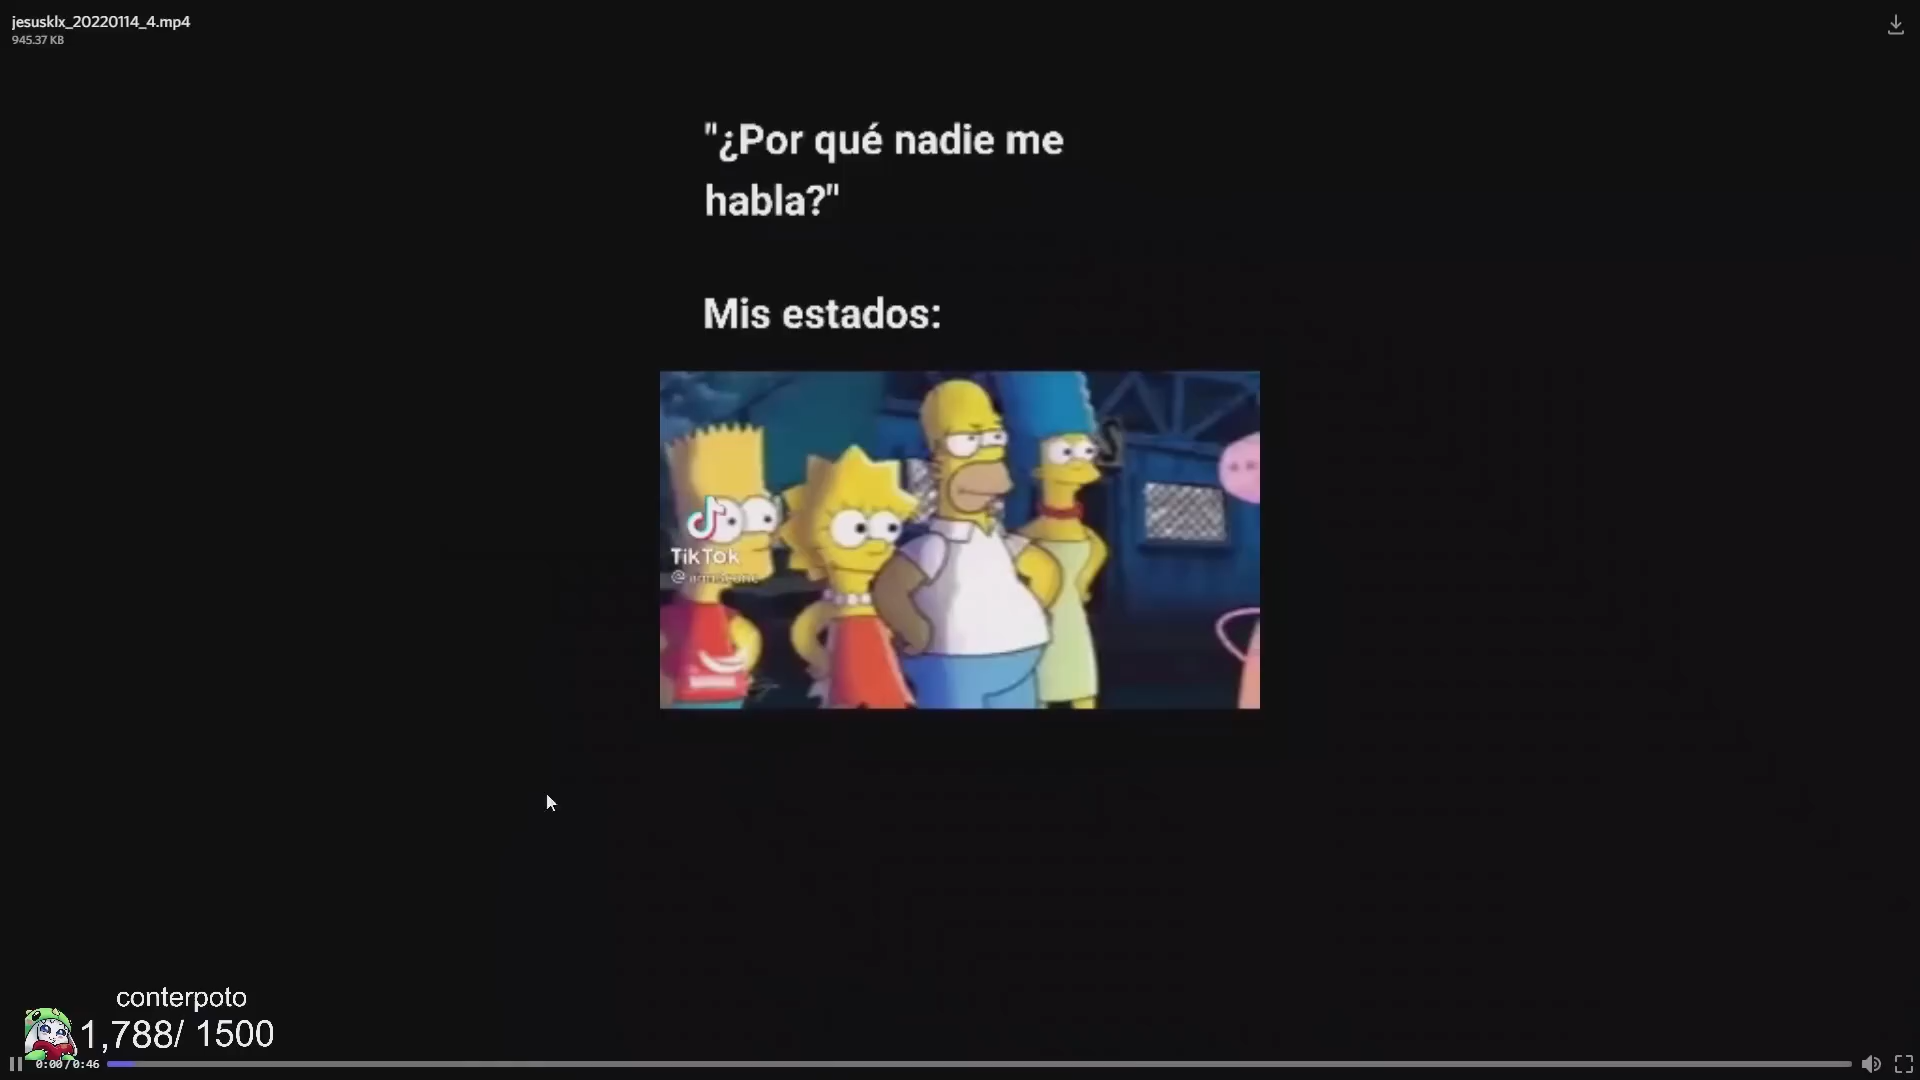 jesusklx_20220114_4.mp4
945.37 KB
"¿Por qué nadie me
habla?"
Mis estados:
TikTok
conterpoto
1,788/ 1500
0:00/0:46